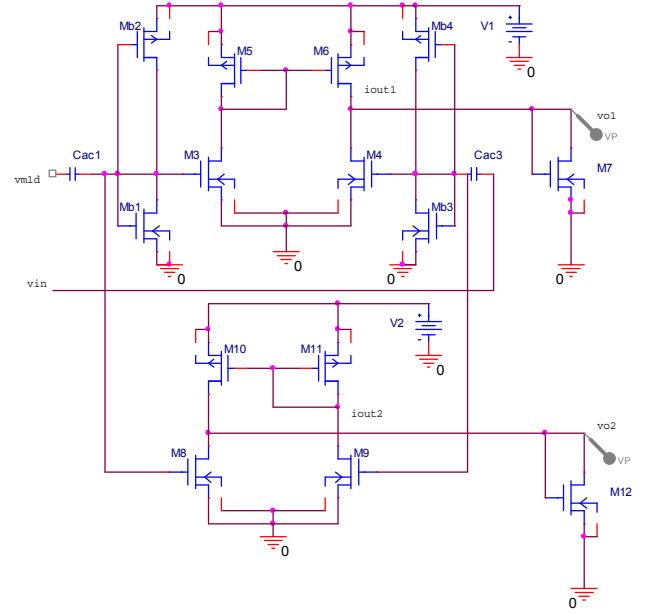 Mb2
Mb4
V1
M5
M6
0
iout1
vo1
VP
Cac1
M3
M4
Cac3
M7
vm1d
Mb1
Mb3
0
0
0
0
vin
V2
M10
M11
0
iout2
vo2
VP
M8
M9
M12
0
0